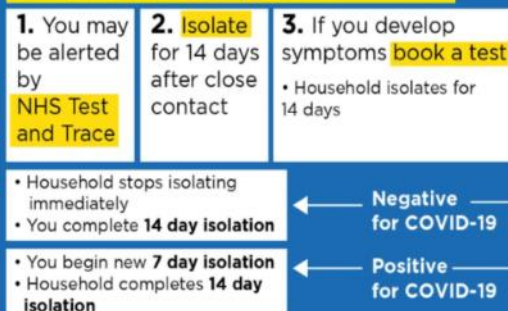 1. You may
be alerted
by
NHS Test
and Trace
2. Isolate
for 14 days
after close
contact
3. If you develop
symptoms book a test
• Household isolates for
14 days
• Household stops isolating
immediately
• You complete 14 day isolation
Negative
for COVID-19
• You begin new 7 day isolation
• Household completes 14 day
isolation
Positive
for COVID-19